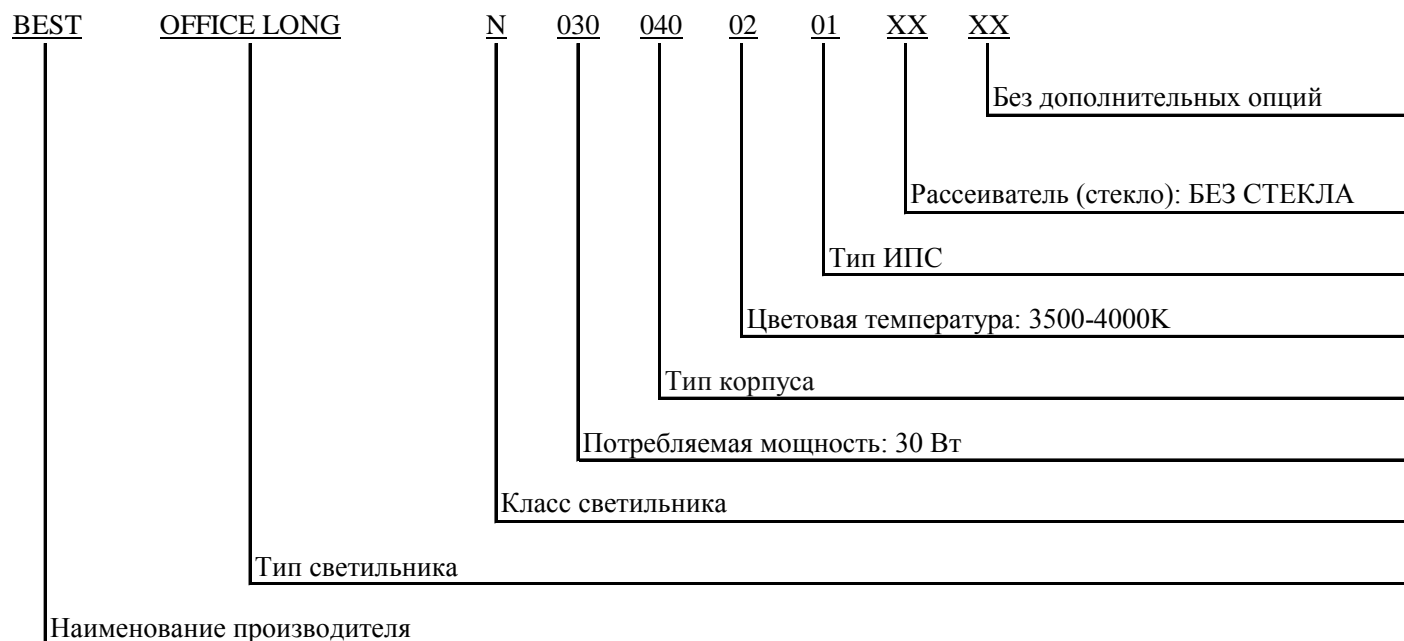 BEST OFFICE LONG N 030 040 02 01 XX XX
Без дополнительных опций
Рассеиватель (стекло): БЕЗ СТЕКЛА
Тип ИПС
Цветовая температура: 3500-4000K
Тип корпуса
Потребляемая мощность: 30 Вт
Класс светильника
Тип светильника
Наименование производителя